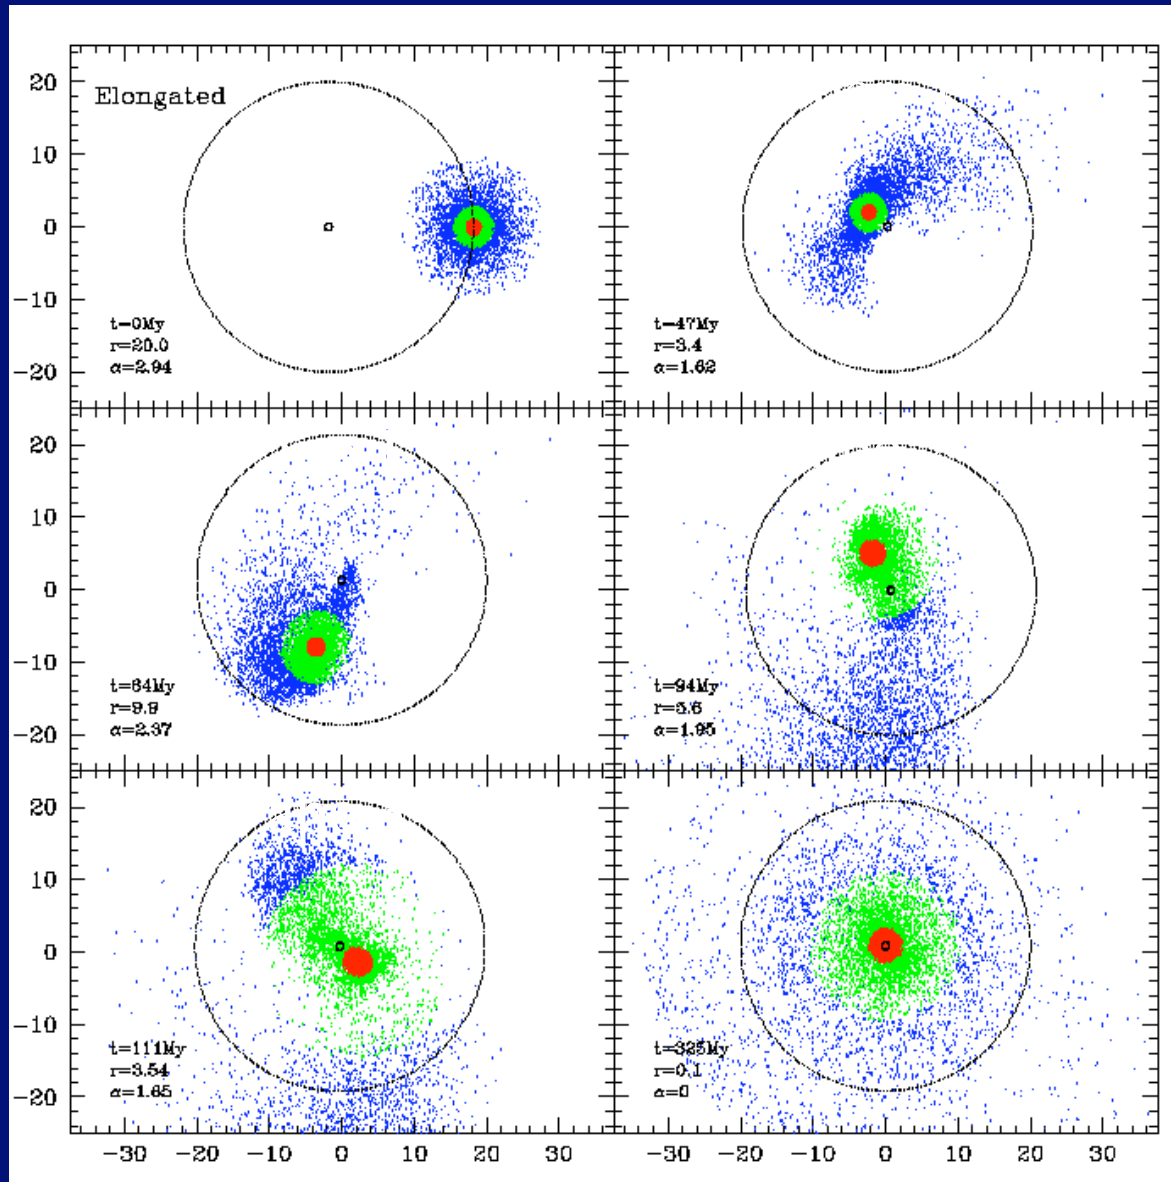 Elongated
20
10
0
-10
-20
t=0My
r=20.0
α=2.94
t=47My
r=3.4
α=1.62
20
10
0
-10
-20
t=64My
r=9.9
α=2.37
t=94My
r=5.6
α=1.95
20
10
0
-10
-20
t=111My
r=3.54
α=1.65
t=325My
r=0.1
α=0
-30 -20 -10 0 10 20 -30 -20 -10 0 10 20 30